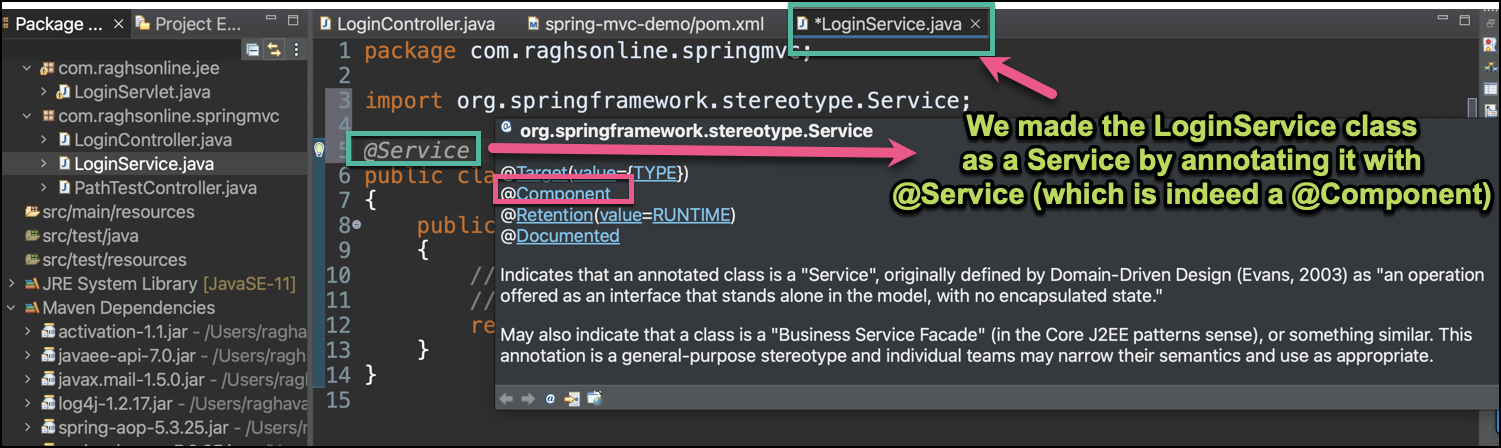 Package ...
Project E...
LoginController.java
spring-mvc-demo/pom.xml
*LoginService.java
com.raghsonline.jee
LoginServlet.java
com.raghsonline.springmvc
LoginController.java
LoginService.java
PathTestController.java
src/main/resources
src/test/java
src/test/resources
JRE System Library [JavaSE-11]
Maven Dependencies
activation-1.1.jar - /Users/raghava
javaee-api-7.0.jar - /Users/raghav
javax.mail-1.5.0.jar - /Users/ragh
log4j-1.2.17.jar - /Users/raghava
spring-aop-5.3.25.jar - /Users/rag
1 package com.raghsonline.springmvc;
2
3 import org.springframework.stereotype.Service;
4
5 @Service
6 public cla
7 {
8 public
9 {
10 //
11 //
12 re
13 }
14 }
15
org.springframework.stereotype.Service
@Target(value={TYPE})
@Component
@Retention(value=RUNTIME)
@Documented
Indicates that an annotated class is a "Service", originally defined by Domain-Driven Design (Evans, 2003) as "an operation
offered as an interface that stands alone in the model, with no encapsulated state."
May also indicate that a class is a "Business Service Facade" (in the Core J2EE patterns sense), or something similar. This
annotation is a general-purpose stereotype and individual teams may narrow their semantics and use as appropriate.
We made the LoginService class
as a Service by annotating it with
@Service (which is indeed a @Component)